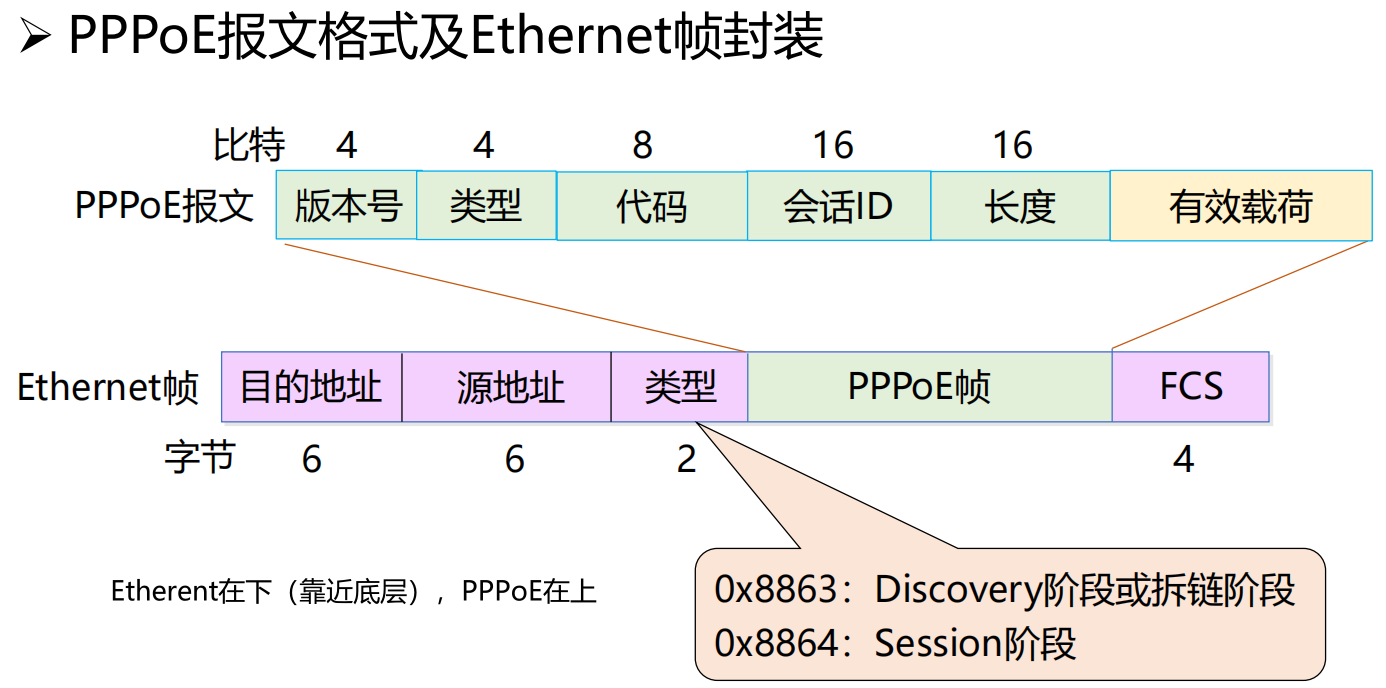 ➢ PPPoE报文格式及Ethernet帧封装
比特 4 4 8 16 16
PPPoE报文 版本号 类型 代码 会话ID 长度 有效载荷
Ethernet帧 目的地址 源地址 类型 PPPoE帧 FCS
字节 6 6 2 4
Etherent在下（靠近底层），PPPoE在上
0x8863：Discovery阶段或拆链阶段
0x8864：Session阶段